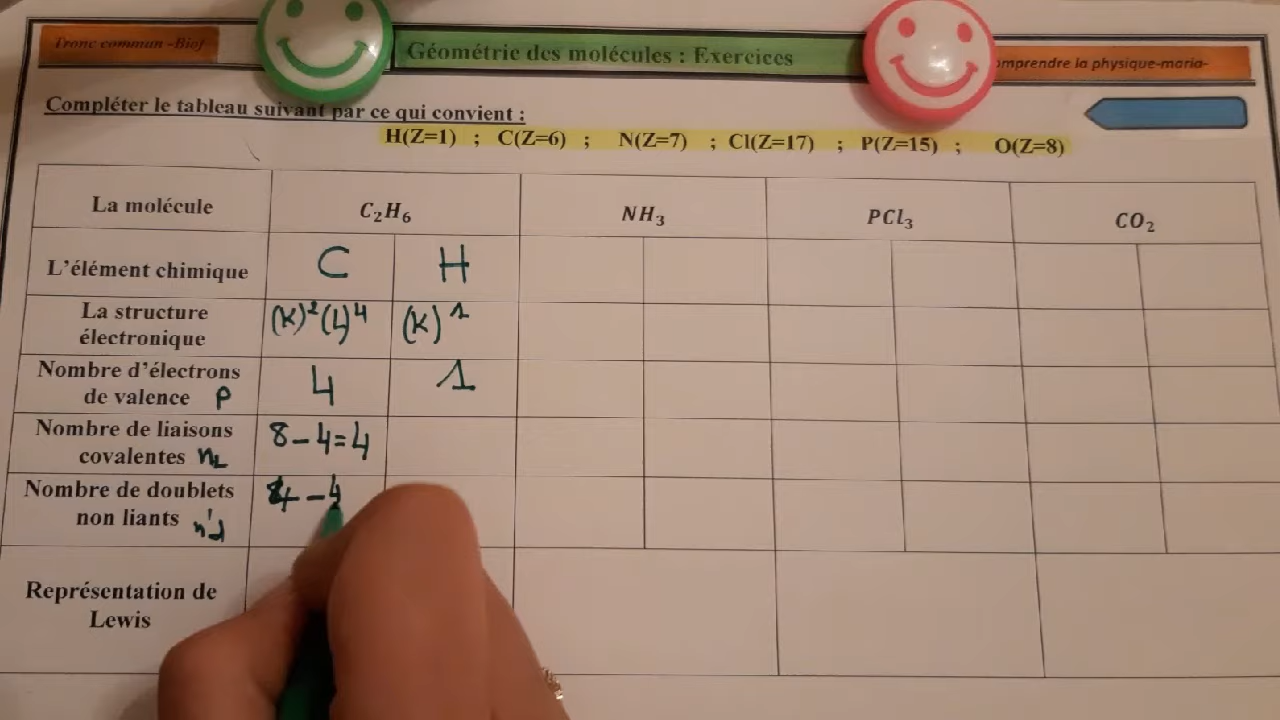 Tronc commun -Biof
Géométrie des molécules : Exercices
omprendre la physique-maria-
Compléter le tableau suivant par ce qui convient :
H(Z=1) ; C(Z=6) ; N(Z=7) ; Cl(Z=17) ; P(Z=15) ; O(Z=8)
La molécule C₂H₆ NH₃ PCl₃ CO₂
L'élément chimique C H
La structure
électronique (K)²(L)⁴ (K)¹
Nombre d'électrons
de valence p 4 1
Nombre de liaisons
covalentes nL 8-4=4
Nombre de doublets
non liants n'd 4-4
Représentation de
Lewis